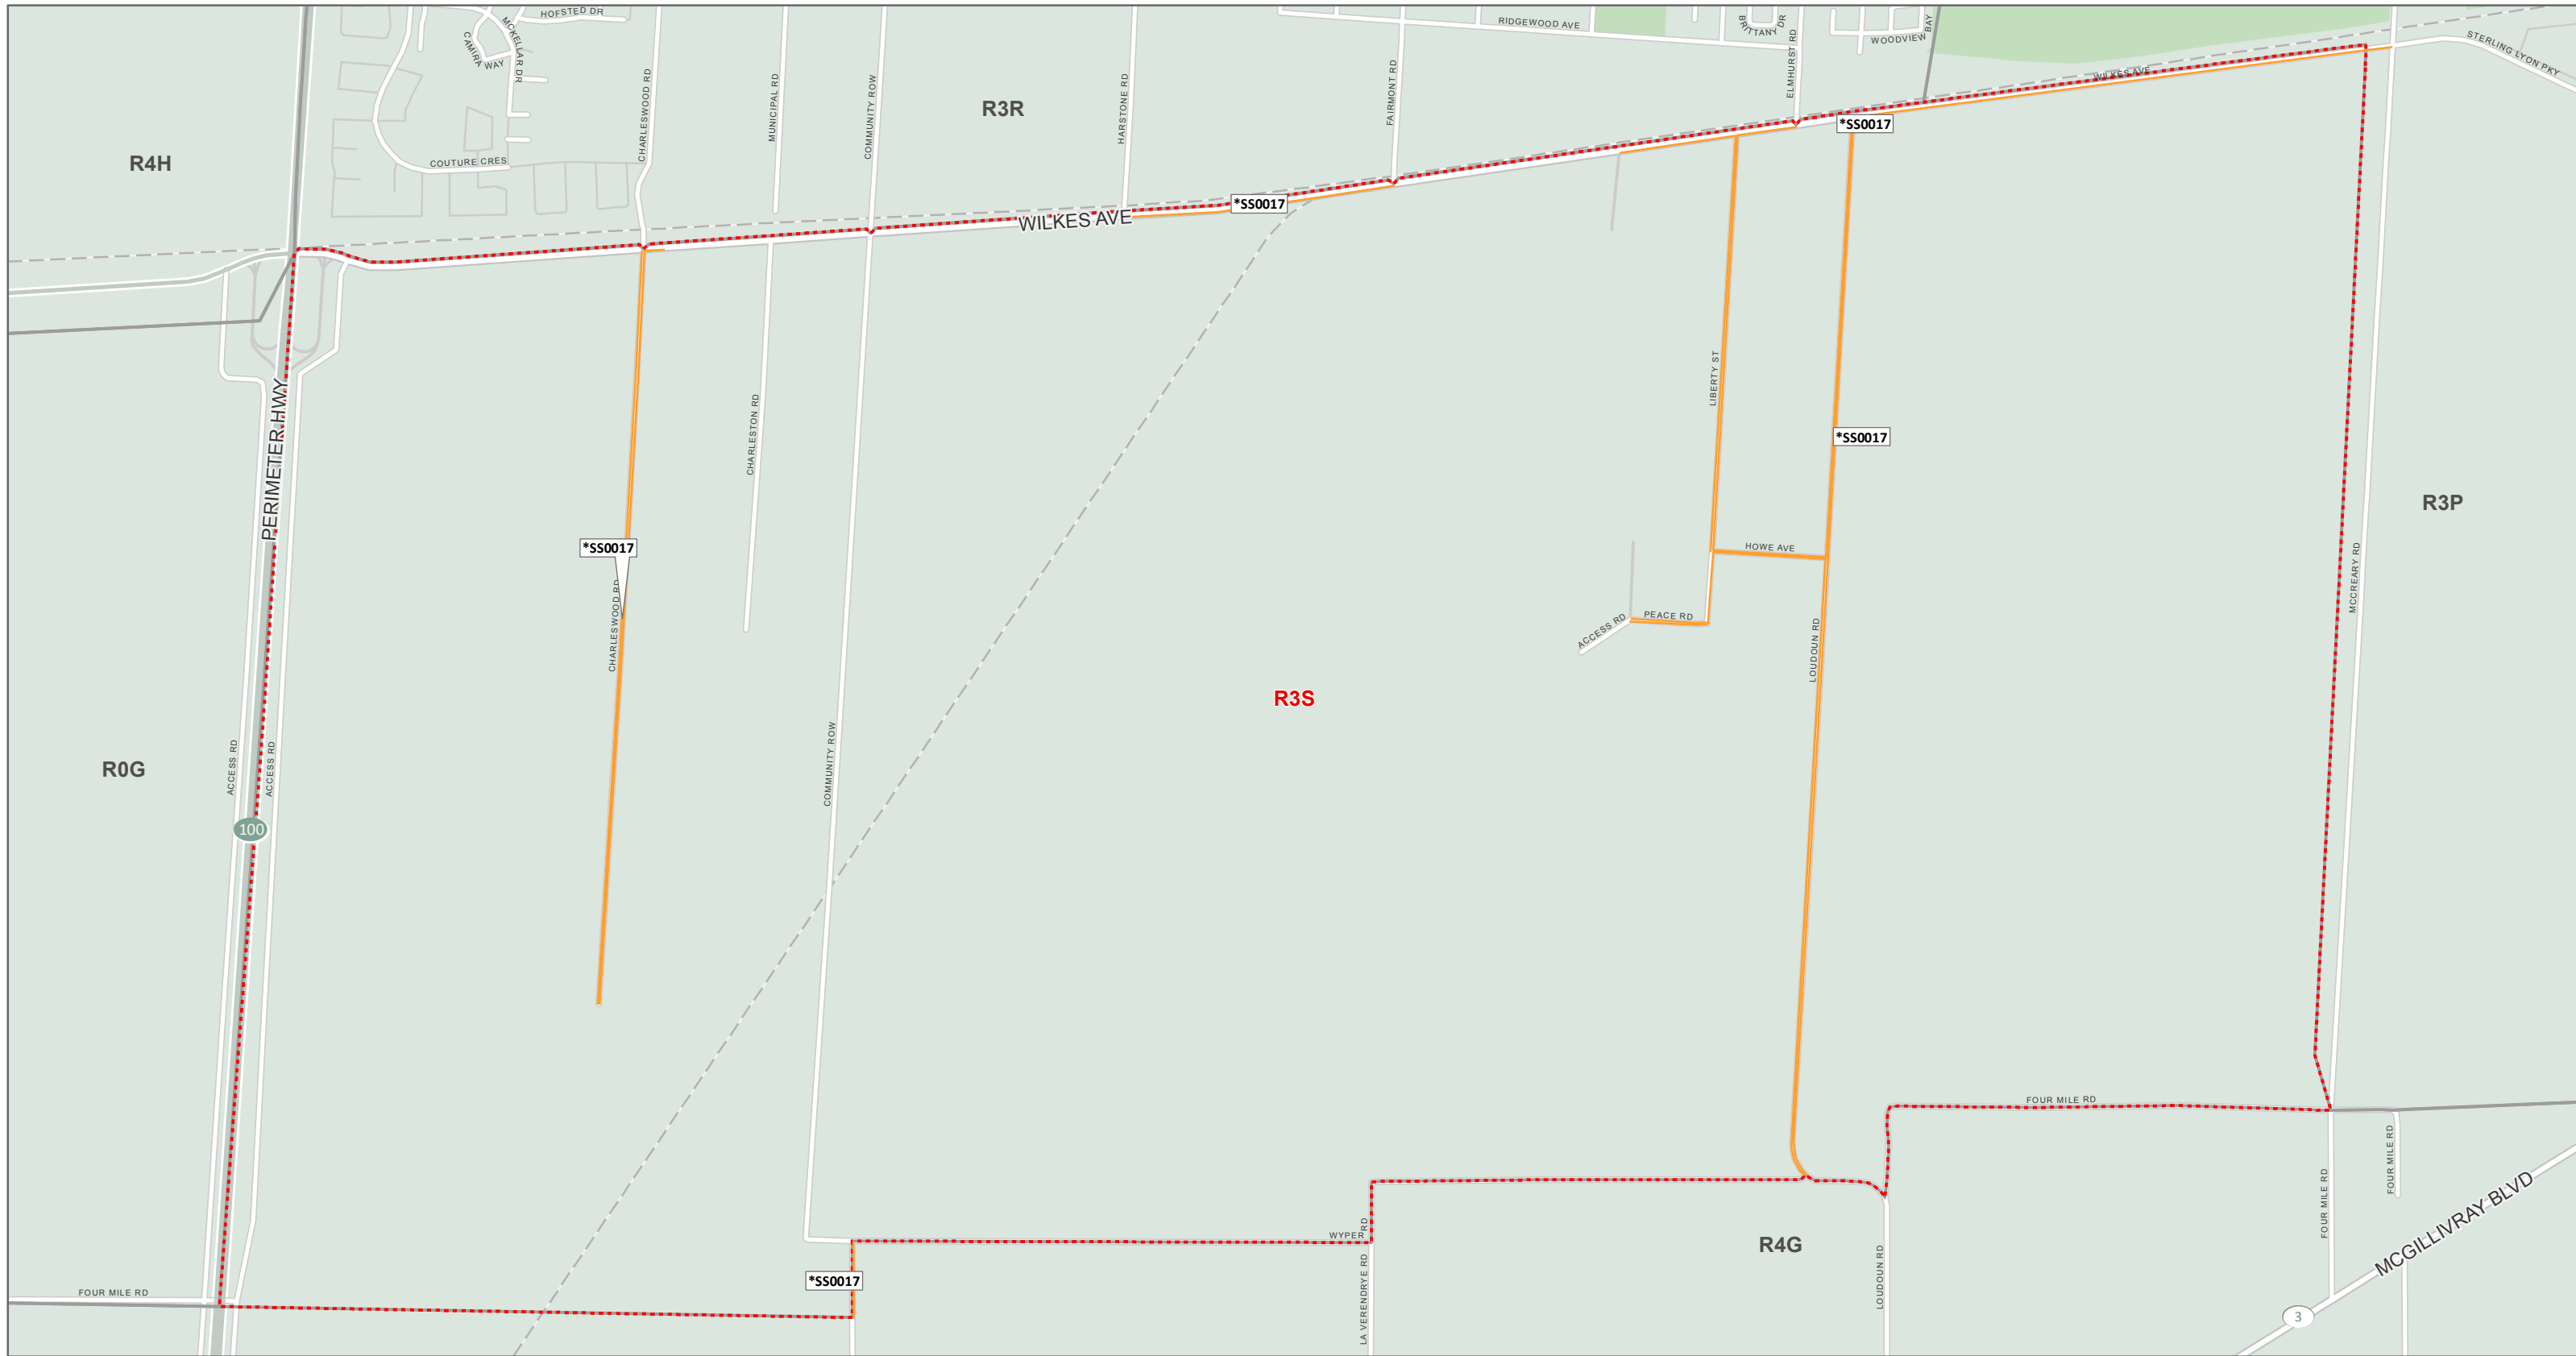 HOFSTED DR
MCKELLAR DR
CAMIRA WAY
RIDGEWOOD AVE
BRITTANY DR
WOODVIEW BAY
STERLING LYON PKY
ELMHURST RD
CHARLESWOOD RD
MUNICIPAL RD
COMMUNITY ROW
HARSTONE RD
FAIRMONT RD
WILKES AVE
R3R
*SS0017
R4H
COUTURE CRES
*SS0017
WILKES AVE
PERIMETER HWY
LIBERTY ST
CHARLESTON RD
*SS0017
R3P
*SS0017
HOWE AVE
MCCREARY RD
CHARLESWOOD RD
ACCESS RD
PEACE RD
LOUDOUN RD
R3S
R0G
ACCESS RD
ACCESS RD
COMMUNITY ROW
100
FOUR MILE RD
FOUR MILE RD
FOUR MILE RD
MCGILLIVRAY BLVD
WYPER RD
R4G
*SS0017
LA VERENDRYE RD
LOUDOUN RD
FOUR MILE RD
3